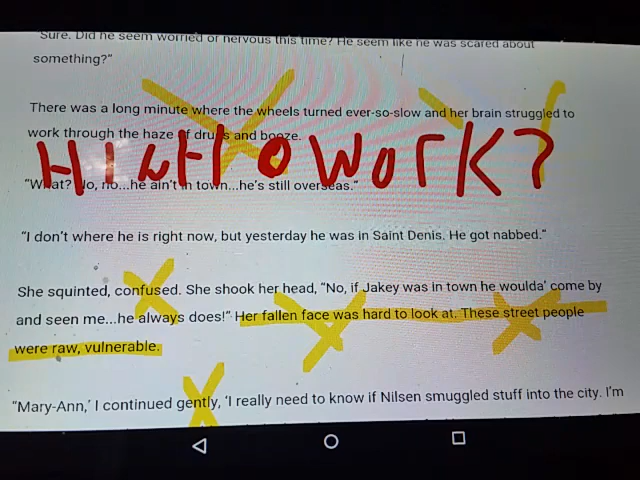 Sure. Did he seem worried or nervous this time? He seem like he was scared about
something?"
There was a long minute where the wheels turned ever-so-slow and her brain struggled to
work through the haze of drugs and booze.
"What? No, no...he ain't in town...he's still overseas."
"I don't where he is right now, but yesterday he was in Saint Denis. He got nabbed."
She squinted, confused. She shook her head, "No, if Jakey was in town he woulda' come by
and seen me...he always does!" Her fallen face was hard to look at. These street people
were raw, vulnerable.
"Mary-Ann,' I continued gently, 'I really need to know if Nilsen smuggled stuff into the city. I'm